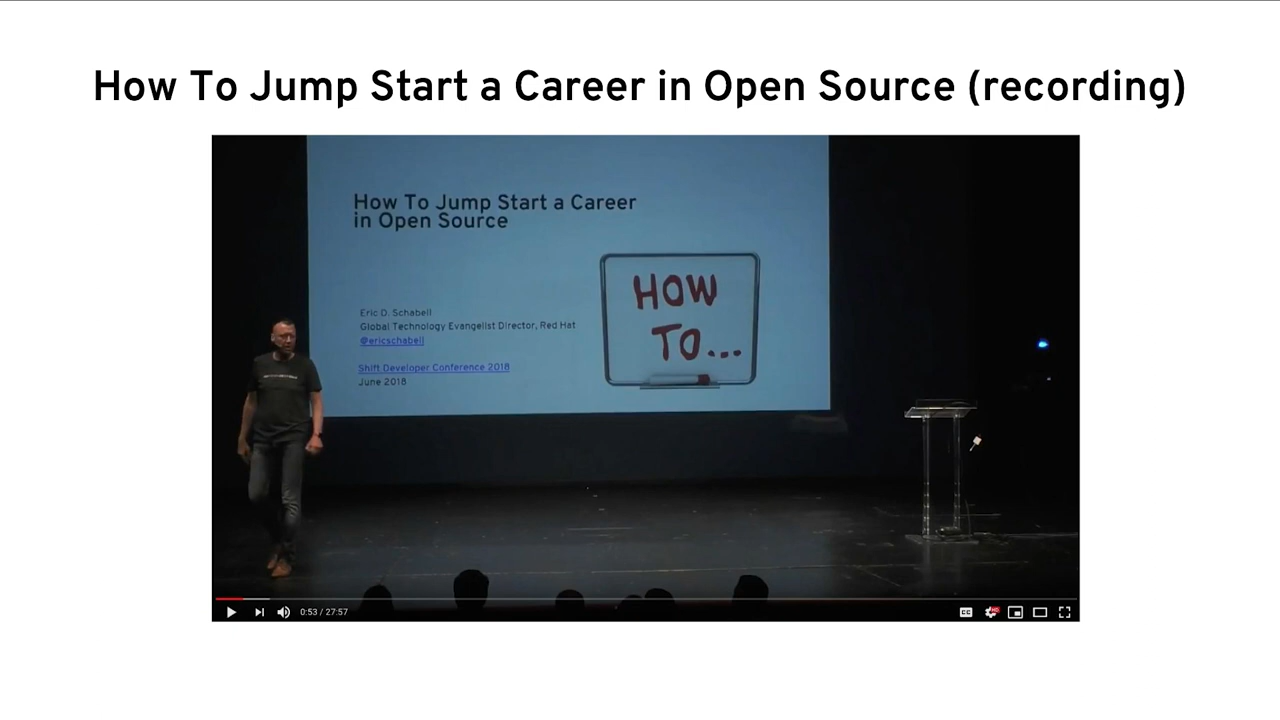 How To Jump Start a Career in Open Source (recording)
How To Jump Start a Career
in Open Source
HOW
TO...
Eric D. Schabell
Global Technology Evangelist Director, Red Hat
@ericschabell
Shift Developer Conference 2018
June 2018
0:53 / 27:57
CC
HD